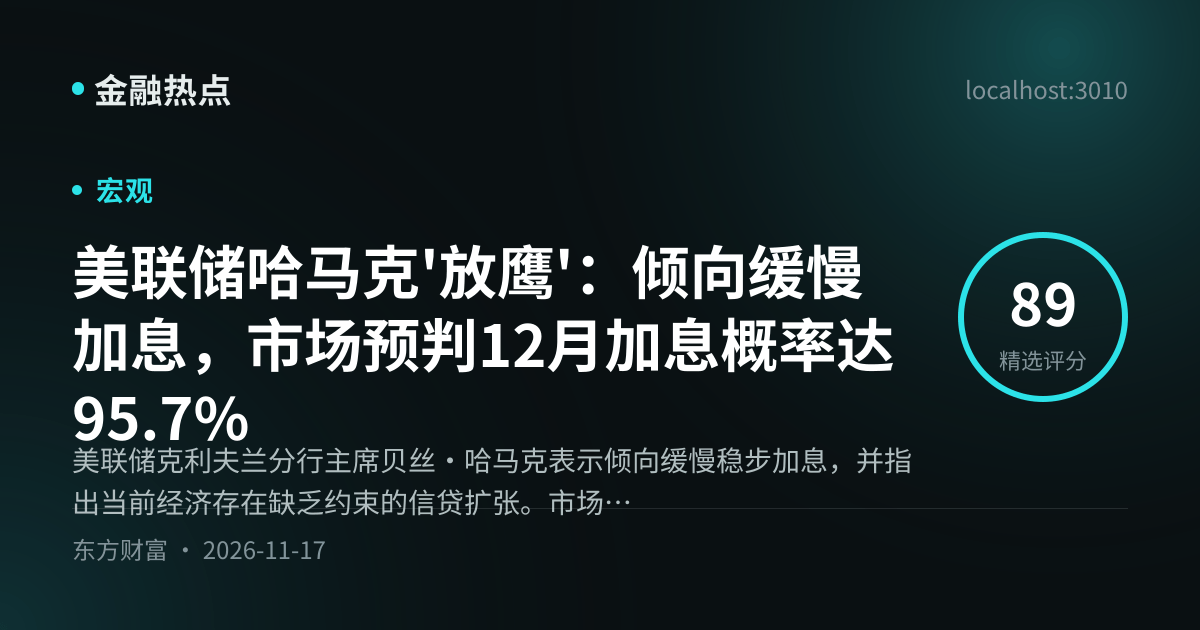 金融热点
localhost:3010
宏观
美联储哈马克'放鹰'：倾向缓慢
加息，市场预判12月加息概率达
95.7%
89
精选评分
美联储克利夫兰分行主席贝丝·哈马克表示倾向缓慢稳步加息，并指
出当前经济存在缺乏约束的信贷扩张。市场…
东方财富 · 2026-11-17